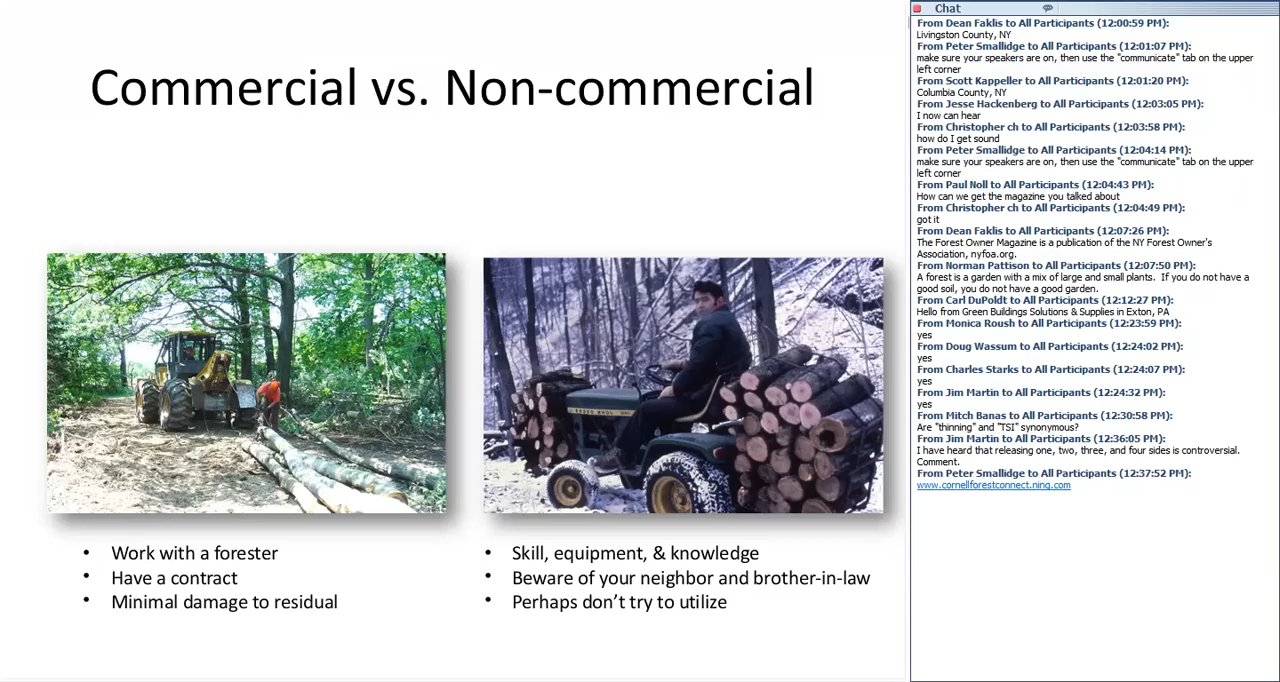 Commercial vs. Non-commercial
• Work with a forester
• Have a contract
• Minimal damage to residual
• Skill, equipment, & knowledge
• Beware of your neighbor and brother-in-law
• Perhaps don't try to utilize
Chat
From Dean Faklis to All Participants (12:00:59 PM):
Livingston County, NY
From Peter Smallidge to All Participants (12:01:07 PM):
make sure your speakers are on, then use the "communicate" tab on the upper
left corner
From Scott Kappeller to All Participants (12:01:20 PM):
Columbia County, NY
From Jesse Hackenberg to All Participants (12:03:05 PM):
I now can hear
From Christopher ch to All Participants (12:03:58 PM):
how do I get sound
From Peter Smallidge to All Participants (12:04:14 PM):
make sure your speakers are on, then use the "communicate" tab on the upper
left corner
From Paul Noll to All Participants (12:04:43 PM):
How can we get the magazine you talked about
From Christopher ch to All Participants (12:04:49 PM):
got it
From Dean Faklis to All Participants (12:07:26 PM):
The Forest Owner Magazine is a publication of the NY Forest Owner's
Association, nyfoa.org.
From Norman Pattison to All Participants (12:07:50 PM):
A forest is a garden with a mix of large and small plants.  If you do not have a
good soil, you do not have a good garden.
From Carl DuPoldt to All Participants (12:12:27 PM):
Hello from Green Buildings Solutions & Supplies in Exton, PA
From Monica Roush to All Participants (12:23:59 PM):
yes
From Doug Wassum to All Participants (12:24:02 PM):
yes
From Charles Starks to All Participants (12:24:07 PM):
yes
From Jim Martin to All Participants (12:24:32 PM):
yes
From Mitch Banas to All Participants (12:30:58 PM):
Are "thinning" and "TSI" synonymous?
From Jim Martin to All Participants (12:36:05 PM):
I have heard that releasing one, two, three, and four sides is controversial.
Comment.
From Peter Smallidge to All Participants (12:37:52 PM):
www.cornellforestconnect.ning.com